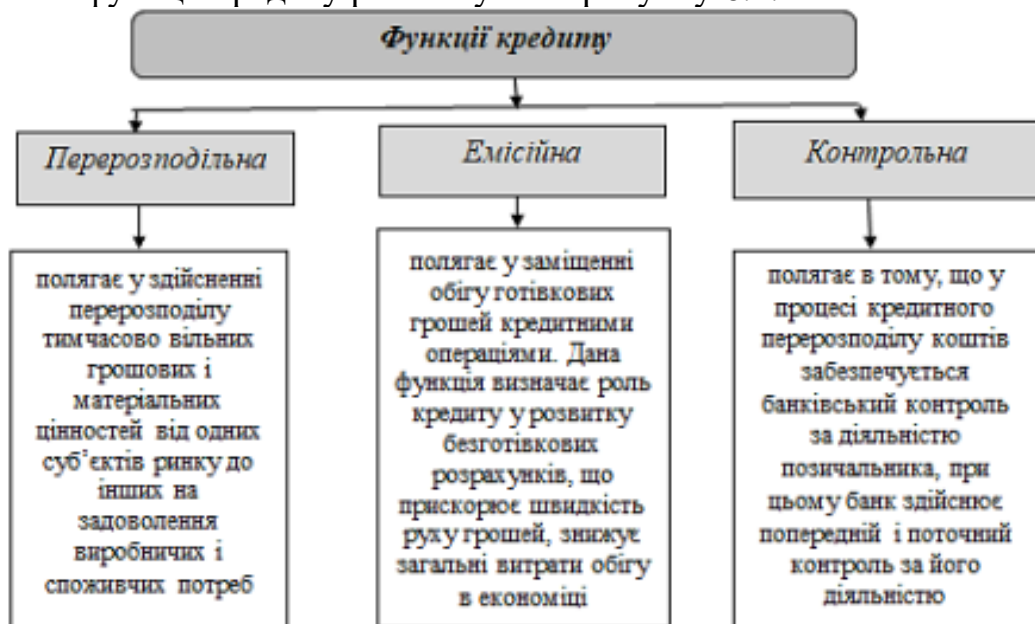 Функції кредиту
Перерозподільна
Емісійна
Контрольна
полягає у здійсненні
перерозподілу
тимчасово вільних
грошових і
матеріальних
цінностей від одних
суб’єктів ринку до
інших на
задоволення
виробничих і
споживчих потреб
полягає у заміщенні
обігу готівкових
грошей кредитними
операціями. Дана
функція визначає роль
кредиту у розвитку
безготівкових
розрахунків, що
прискорює швидкість
руху грошей, знижує
загальні витрати обігу
в економіці
полягає в тому, що у
процесі кредитного
перерозподілу коштів
забезпечується
банківський контроль
за діяльністю
позичальника, при
цьому банк здійснює
попередній і поточний
контроль за його
діяльністю